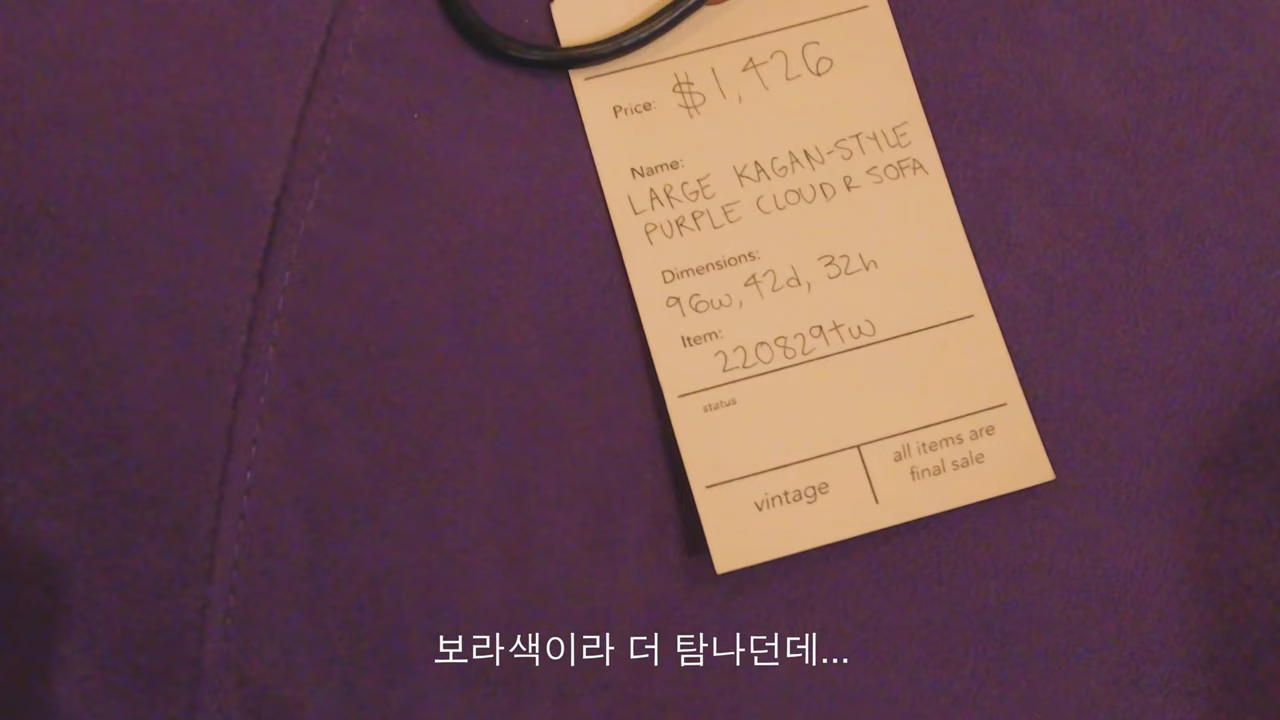 Price: $1,426
Name:
LARGE KAGAN-STYLE
PURPLE CLOUD R SOFA
Dimensions:
96w, 42d, 32h
Item:
220829tw
status
vintage
all items are
final sale
보라색이라 더 탐나던데...